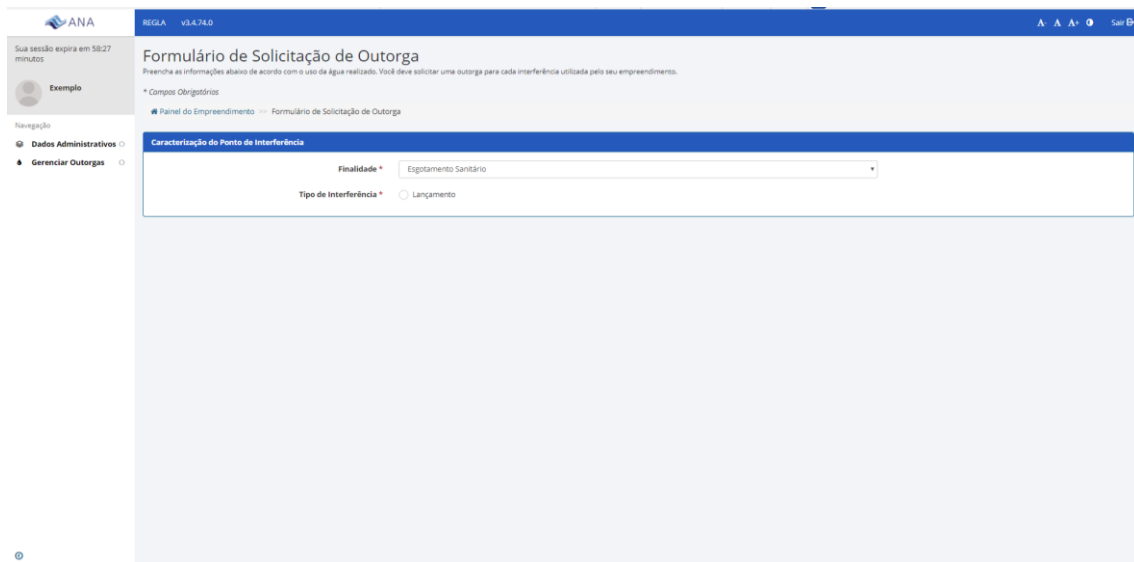 ANA
REGLA v3.4.74.0
A- A A+ Sair
Sua sessão expira em 58:27
minutos
Exemplo
Navegação
Dados Administrativos
Gerenciar Outorgas
Formulário de Solicitação de Outorga
Preencha as informações abaixo de acordo com o uso da água realizado. Você deve solicitar uma outorga para cada interferência utilizada pelo seu empreendimento.
* Campos Obrigatórios
Painel do Empreendimento >> Formulário de Solicitação de Outorga
Caracterização do Ponto de Interferência
Finalidade * Esgotamento Sanitário
Tipo de Interferência * Lançamento